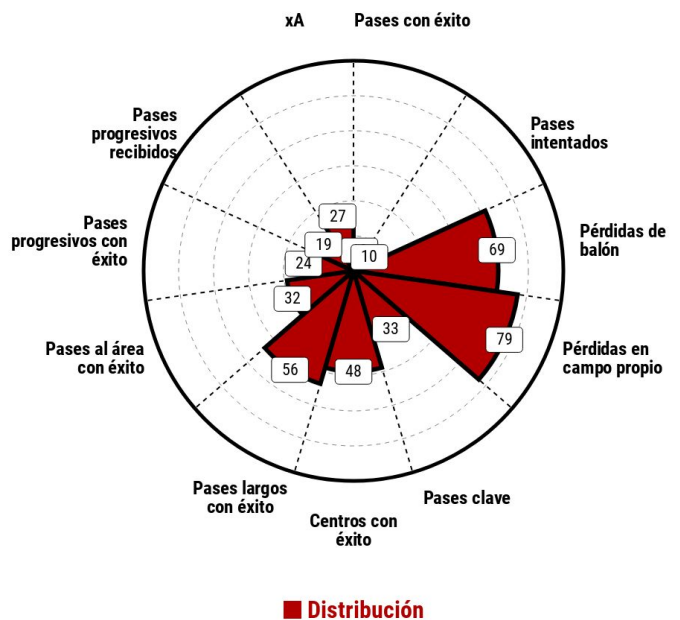 xA
Pases con éxito
Pases
progresivos
recibidos
Pases
intentados
Pases
progresivos con
éxito
Pérdidas de
balón
27
19
10
69
24
32
33
79
56
48
Pases al área
con éxito
Pérdidas en
campo propio
Pases largos
con éxito
Pases clave
Centros con
éxito
Distribución